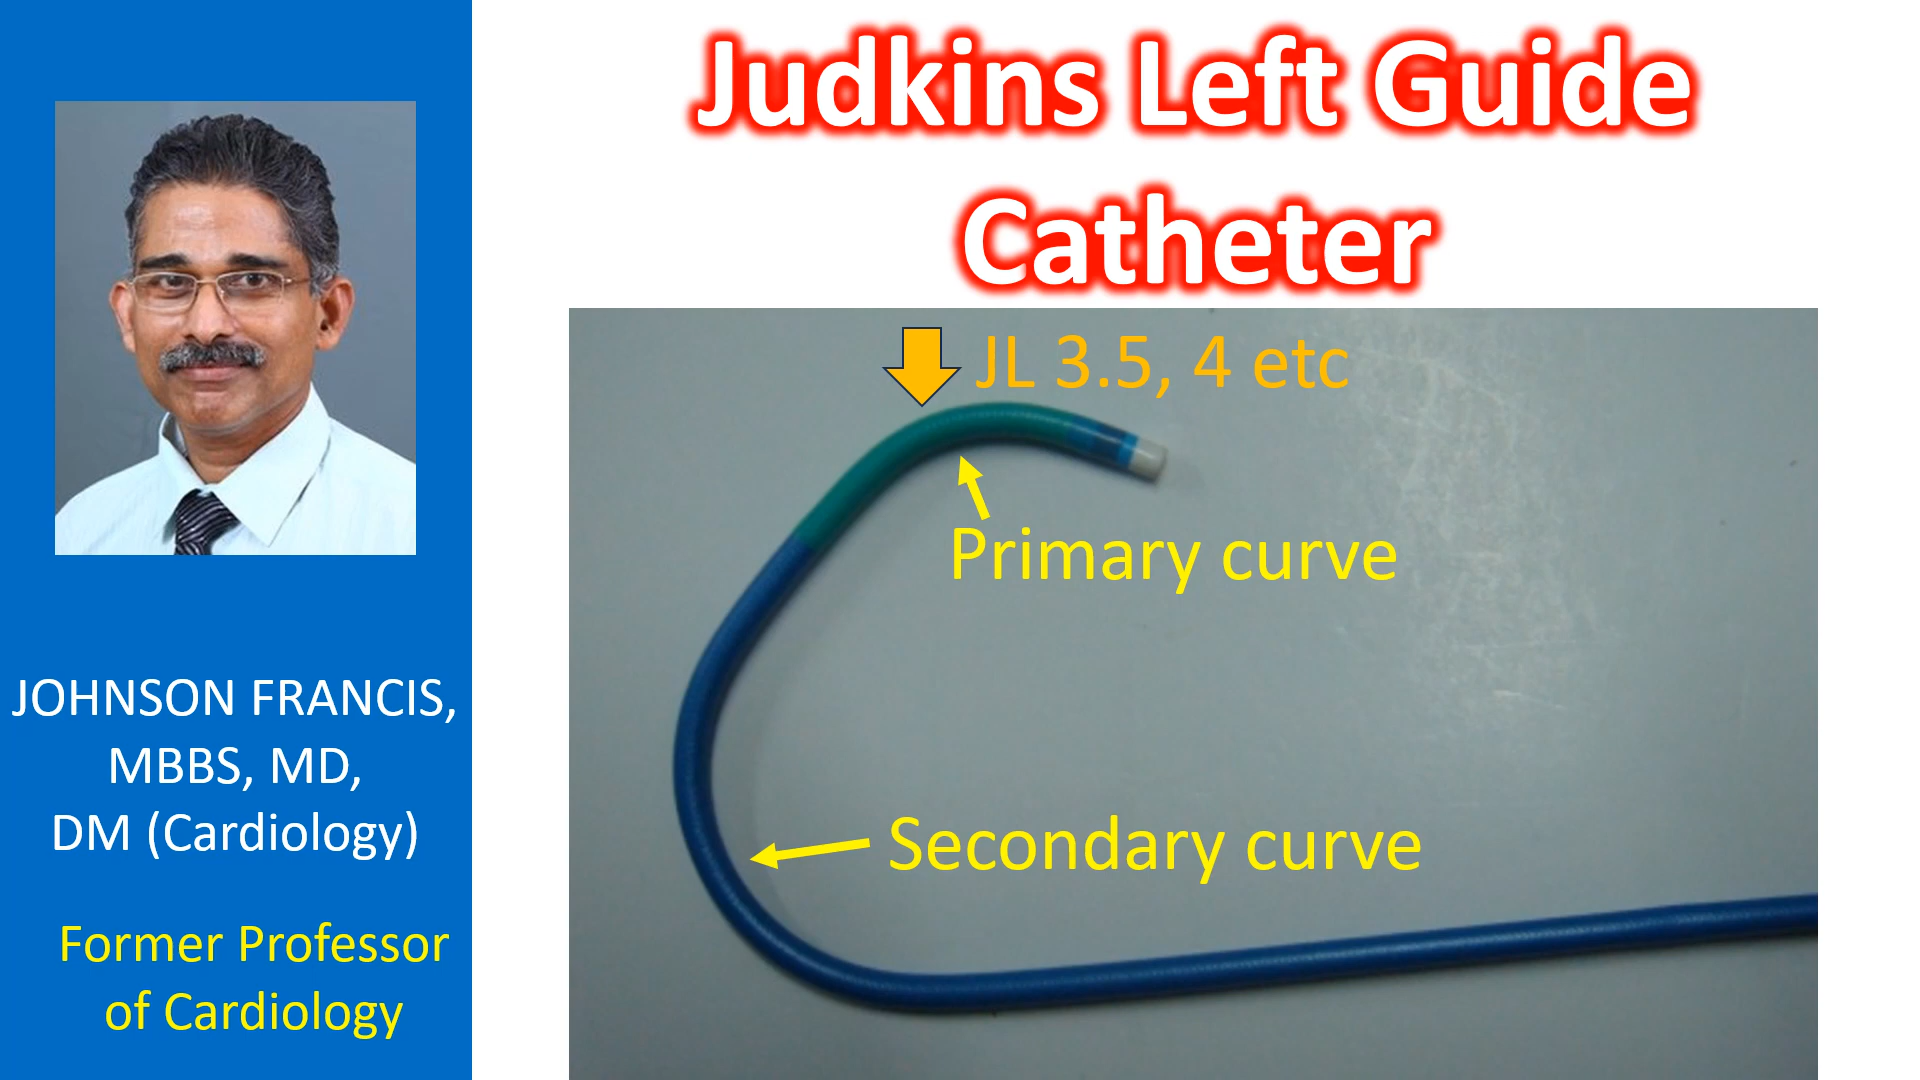 Judkins Left Guide
Catheter
JL 3.5, 4 etc
Primary curve
Secondary curve
JOHNSON FRANCIS,
MBBS, MD,
DM (Cardiology)
Former Professor
of Cardiology